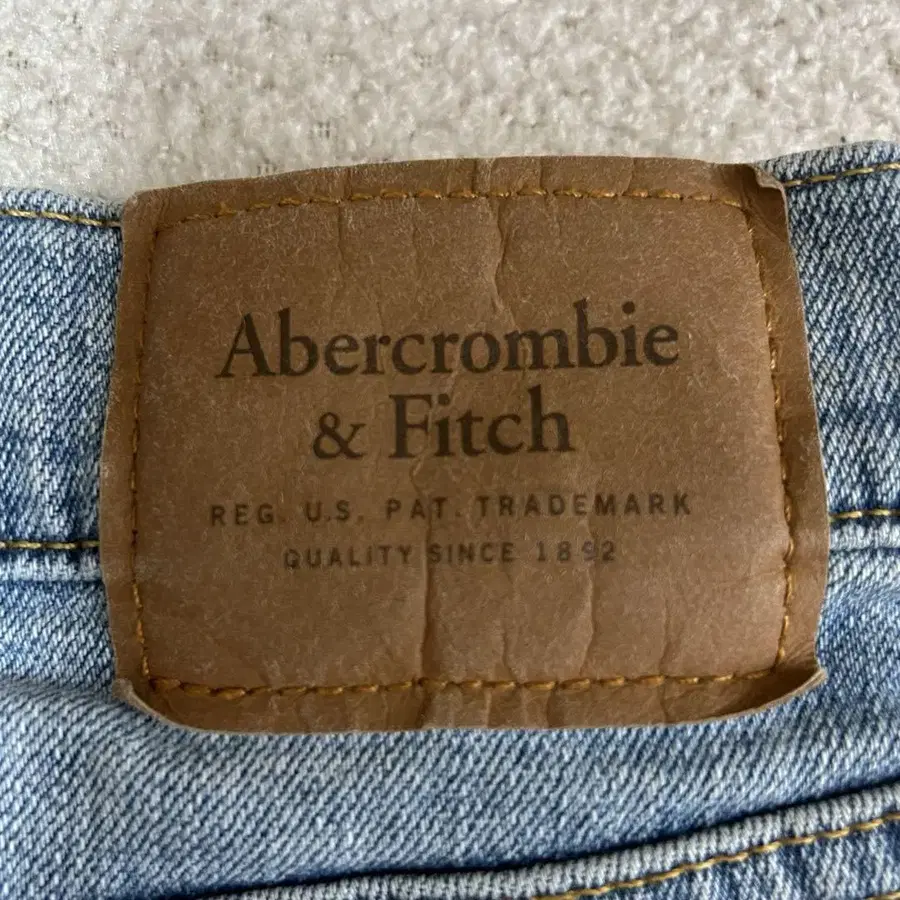 Abercrombie
& Fitch
REG. U.S. PAT. TRADEMARK
QUALITY SINCE 1892